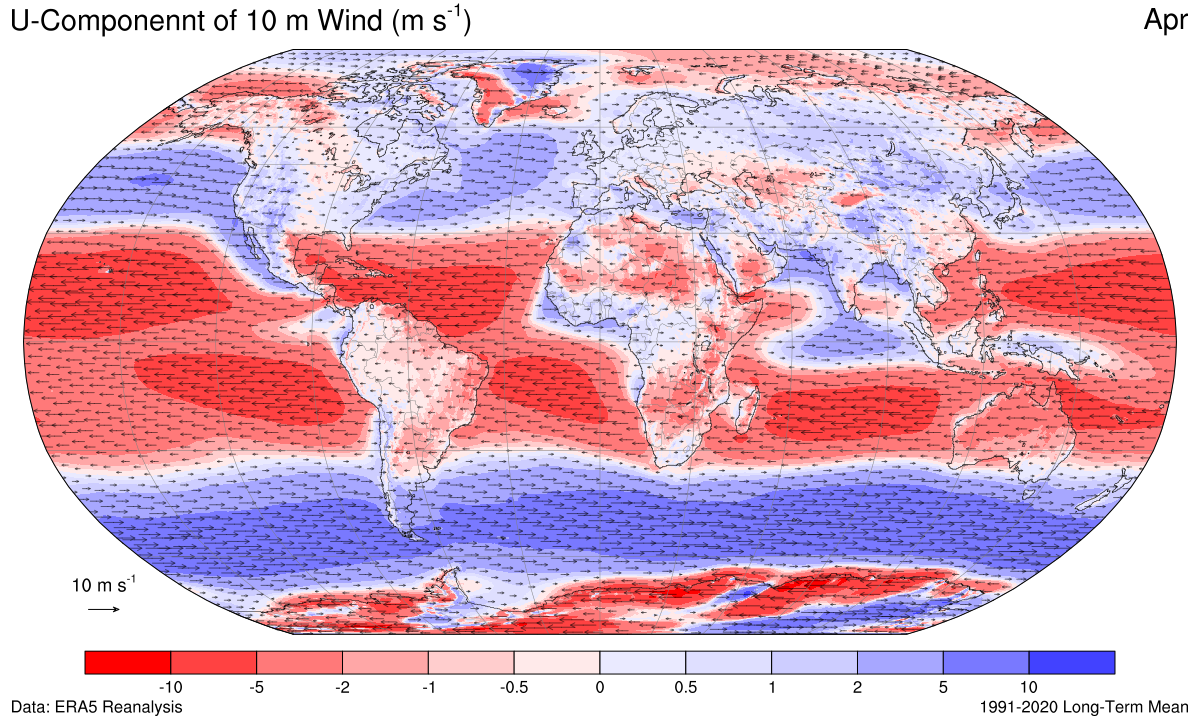 U-Componennt of 10 m Wind (m s-1)
Apr
10 m s-1
-10 -5 -2 -1 -0.5 0 0.5 1 2 5 10
Data: ERA5 Reanalysis
1991-2020 Long-Term Mean